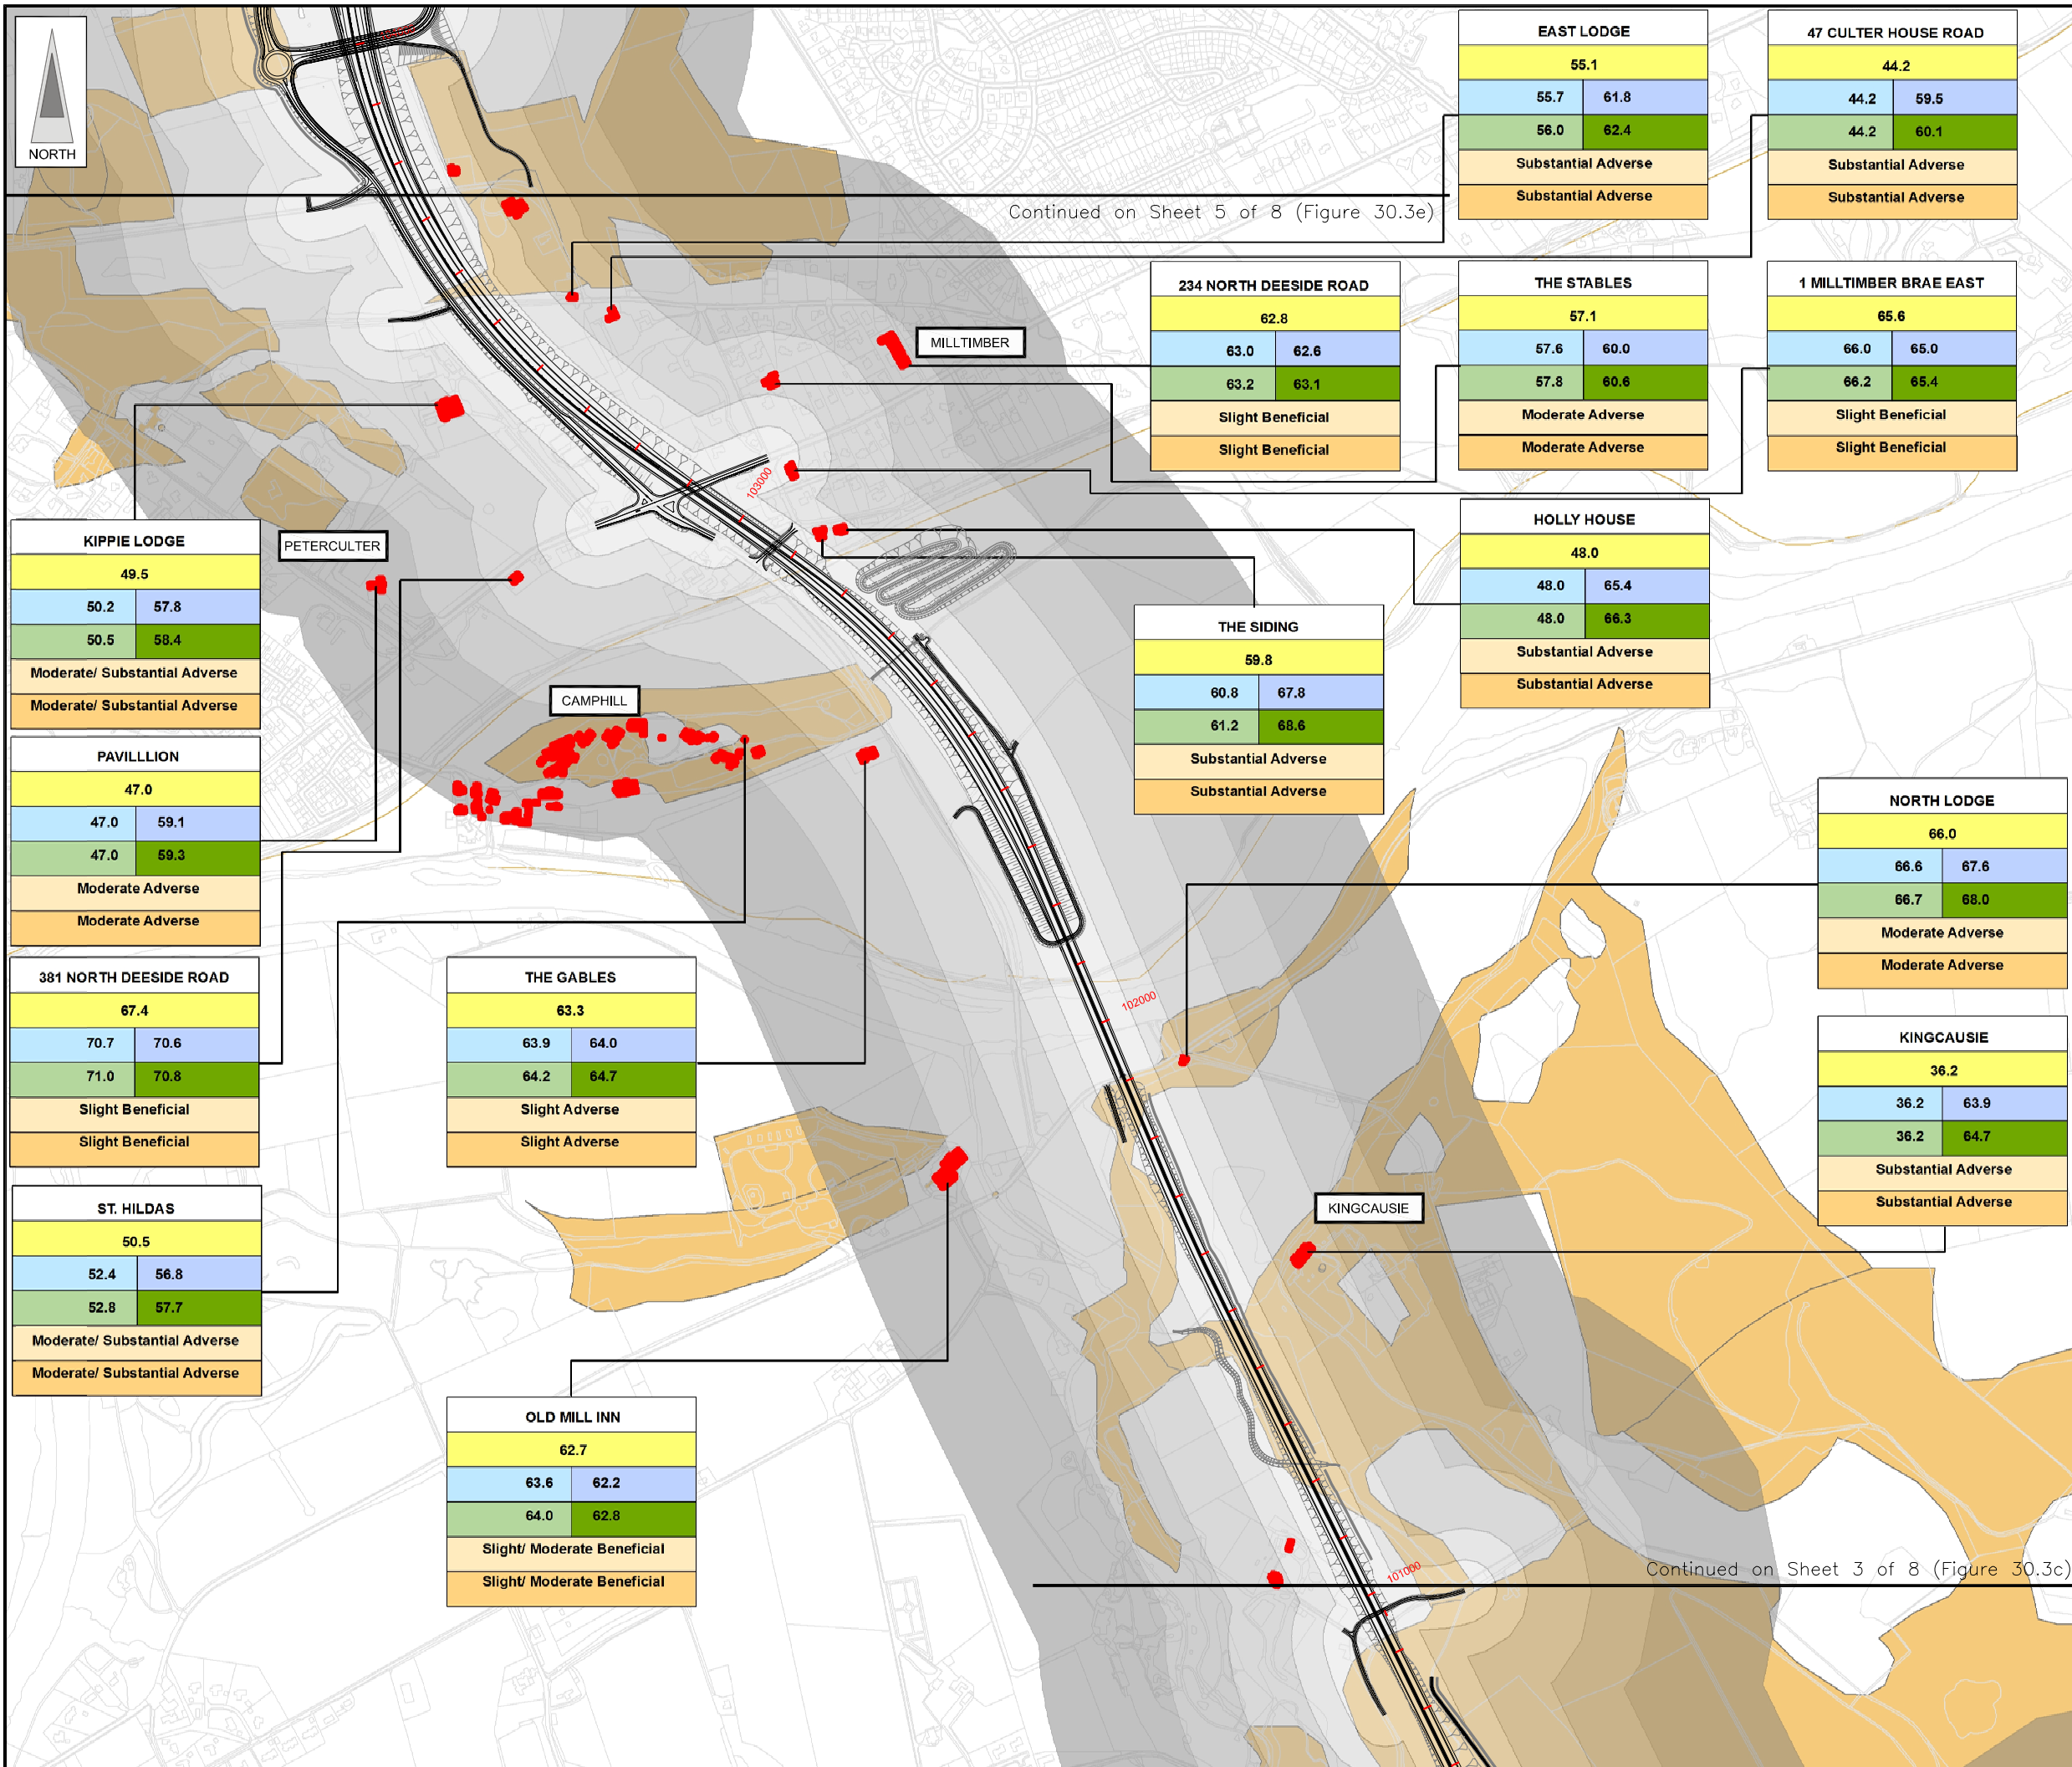 NORTH
EAST LODGE
55.1
55.7 61.8
56.0 62.4
Substantial Adverse
Substantial Adverse
47 CULTER HOUSE ROAD
44.2
44.2 59.5
44.2 60.1
Substantial Adverse
Substantial Adverse
Continued on Sheet 5 of 8 (Figure 30.3e)
234 NORTH DEESIDE ROAD
62.8
63.0 62.6
63.2 63.1
Slight Beneficial
Slight Beneficial
THE STABLES
57.1
57.6 60.0
57.8 60.6
Moderate Adverse
Moderate Adverse
1 MILLTIMBER BRAE EAST
65.6
66.0 65.0
66.2 65.4
Slight Beneficial
Slight Beneficial
MILLTIMBER
103000
KIPPIE LODGE
49.5
50.2 57.8
50.5 58.4
Moderate/ Substantial Adverse
Moderate/ Substantial Adverse
PETERCULTER
HOLLY HOUSE
48.0
48.0 65.4
48.0 66.3
Substantial Adverse
Substantial Adverse
THE SIDING
59.8
60.8 67.8
61.2 68.6
Substantial Adverse
Substantial Adverse
CAMPHILL
PAVILLLION
47.0
47.0 59.1
47.0 59.3
Moderate Adverse
Moderate Adverse
NORTH LODGE
66.0
66.6 67.6
66.7 68.0
Moderate Adverse
Moderate Adverse
381 NORTH DEESIDE ROAD
67.4
70.7 70.6
71.0 70.8
Slight Beneficial
Slight Beneficial
THE GABLES
63.3
63.9 64.0
64.2 64.7
Slight Adverse
Slight Adverse
102000
KINGCAUSIE
36.2
36.2 63.9
36.2 64.7
Substantial Adverse
Substantial Adverse
KINGCAUSIE
ST. HILDAS
50.5
52.4 56.8
52.8 57.7
Moderate/ Substantial Adverse
Moderate/ Substantial Adverse
OLD MILL INN
62.7
63.6 62.2
64.0 62.8
Slight/ Moderate Beneficial
Slight/ Moderate Beneficial
101000
Continued on Sheet 3 of 8 (Figure 30.3c)